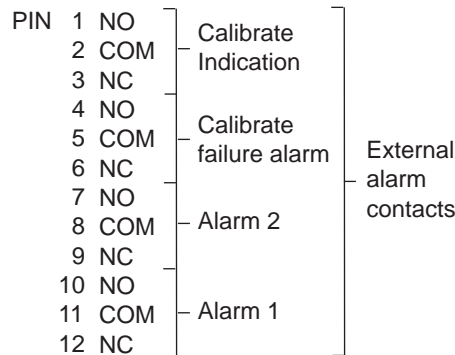 PIN 1 NO
2 COM
3 NC
4 NO
5 COM
6 NC
7 NO
8 COM
9 NC
10 NO
11 COM
12 NC
Calibrate
Indication
Calibrate
failure alarm
Alarm 2
Alarm 1
External
alarm
contacts